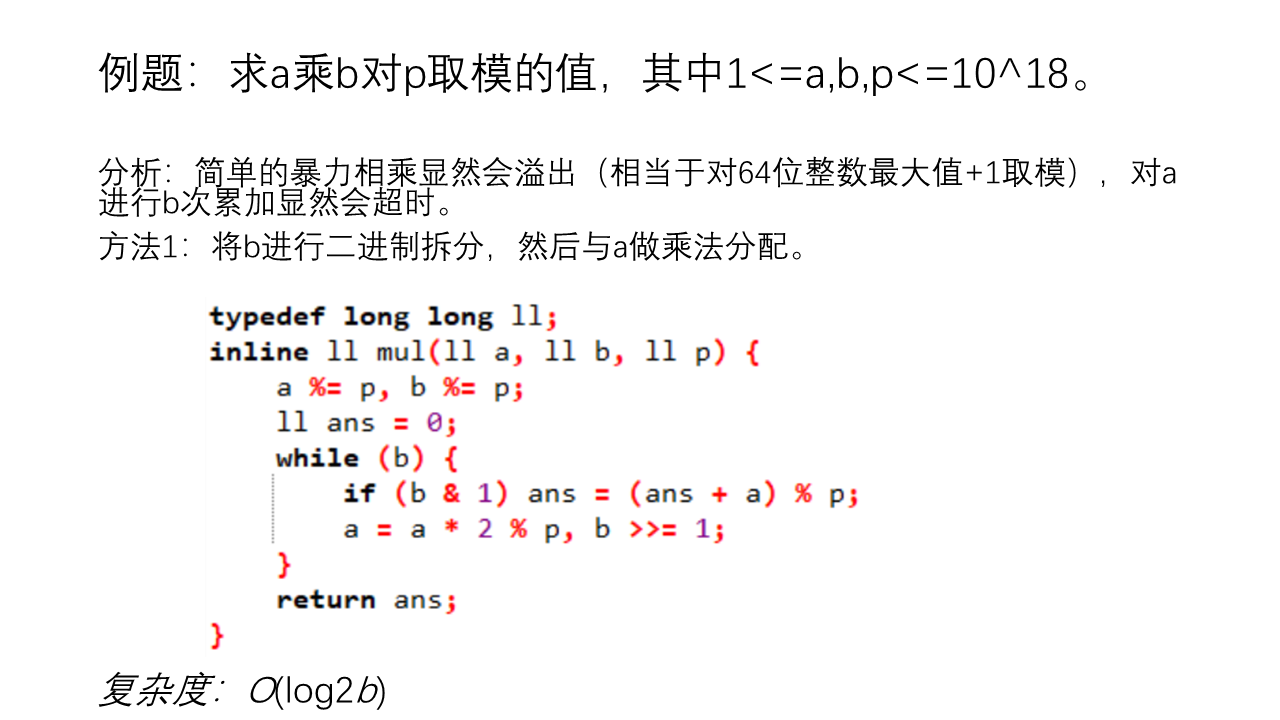 例题：求a乘b对p取模的值，其中1<=a,b,p<=10^18。
分析：简单的暴力相乘显然会溢出（相当于对64位整数最大值+1取模），对a
进行b次累加显然会超时。
方法1：将b进行二进制拆分，然后与a做乘法分配。
typedef long long ll;
inline ll mul(ll a, ll b, ll p) {
    a %= p, b %= p;
    ll ans = 0;
    while (b) {
        if (b & 1) ans = (ans + a) % p;
        a = a * 2 % p, b >>= 1;
    }
    return ans;
}
复杂度：O(log2b)